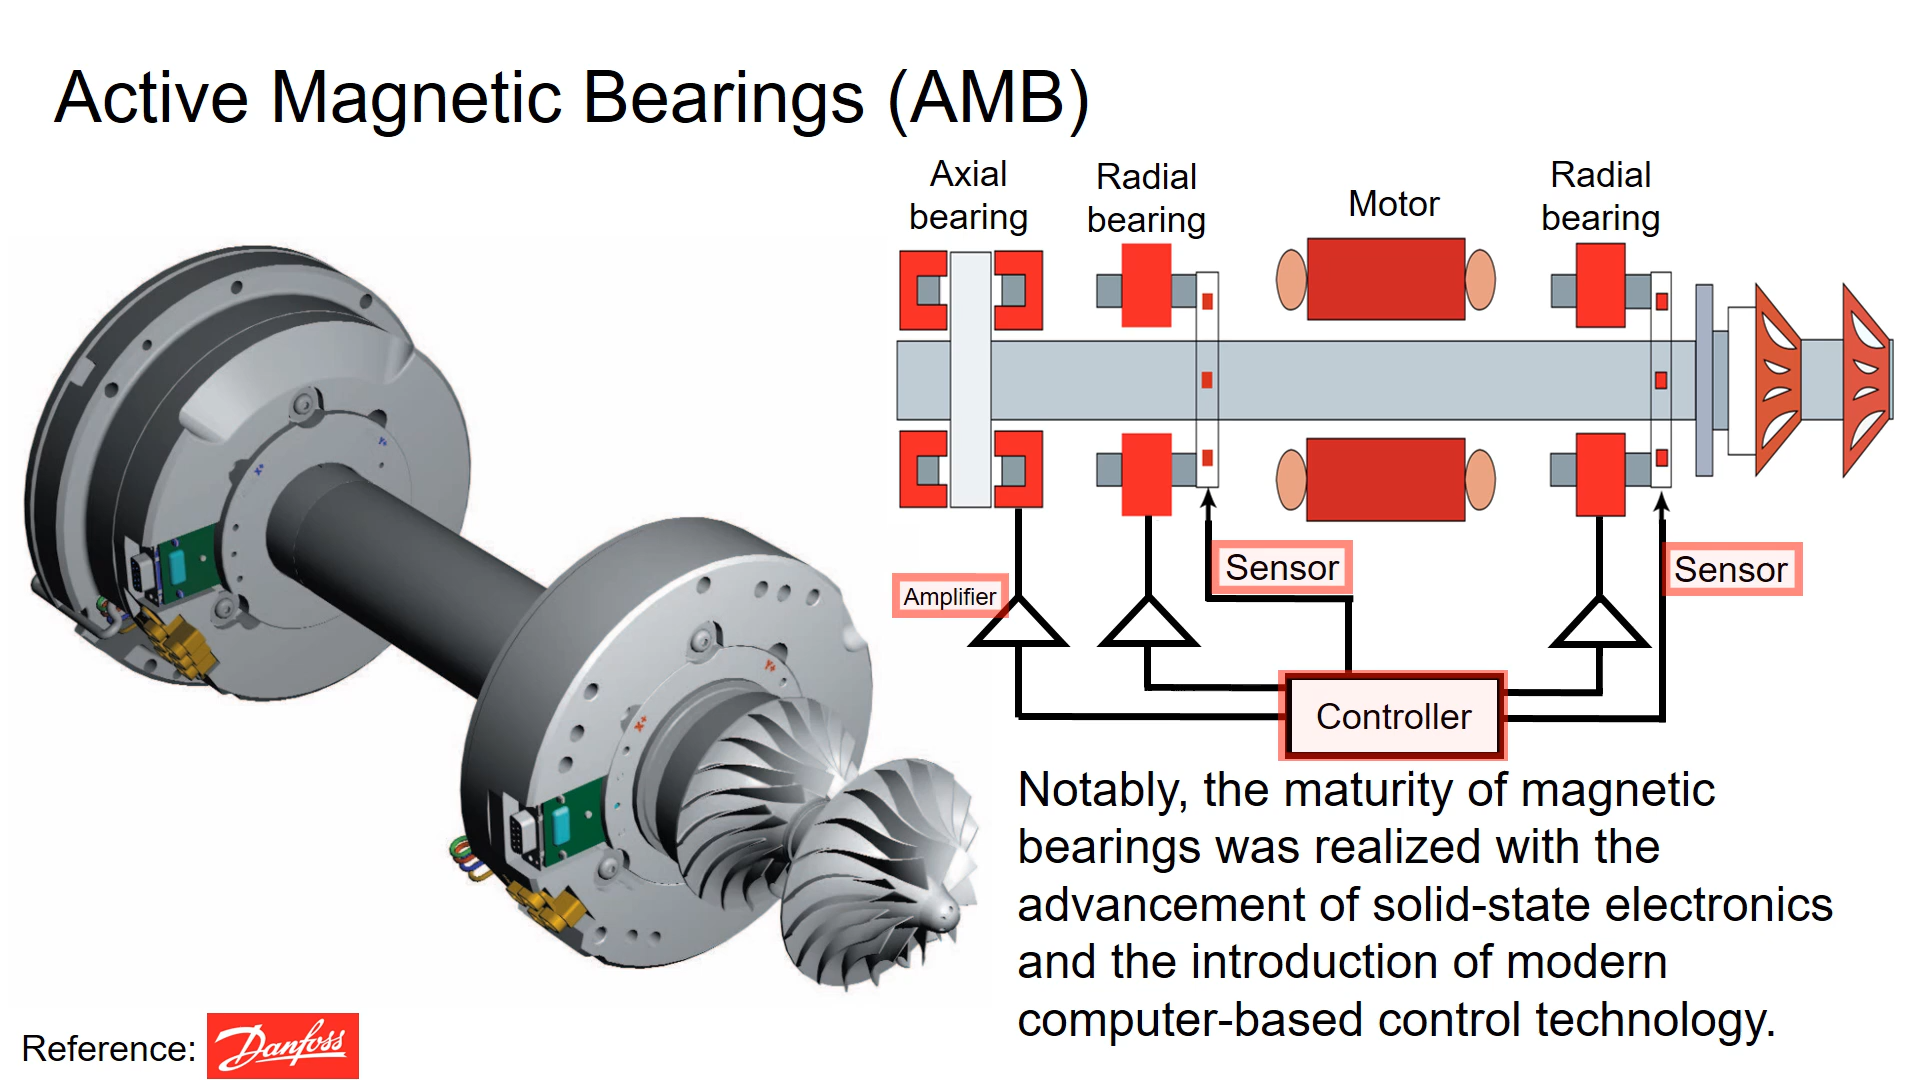 Active Magnetic Bearings (AMB)
Axial
bearing
Radial
bearing
Motor
Radial
bearing
Amplifier
Sensor
Sensor
Controller
Y+
X+
Y+
X+
Notably, the maturity of magnetic
bearings was realized with the
advancement of solid-state electronics
and the introduction of modern
computer-based control technology.
Reference: Danfoss